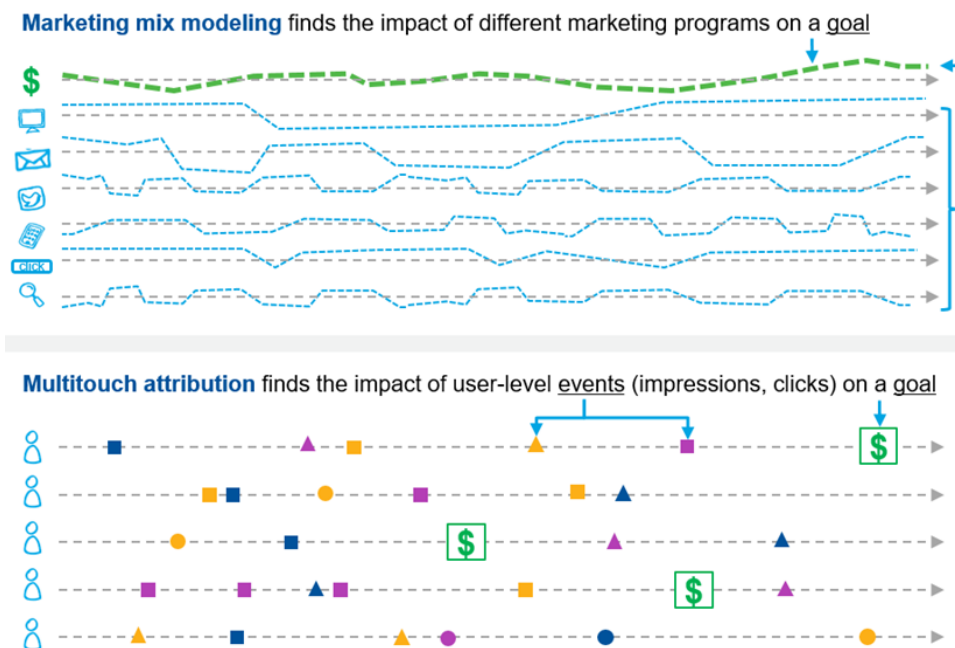 Marketing mix modeling finds the impact of different marketing programs on a goal
$
click
Multitouch attribution finds the impact of user-level events (impressions, clicks) on a goal
$
$
$